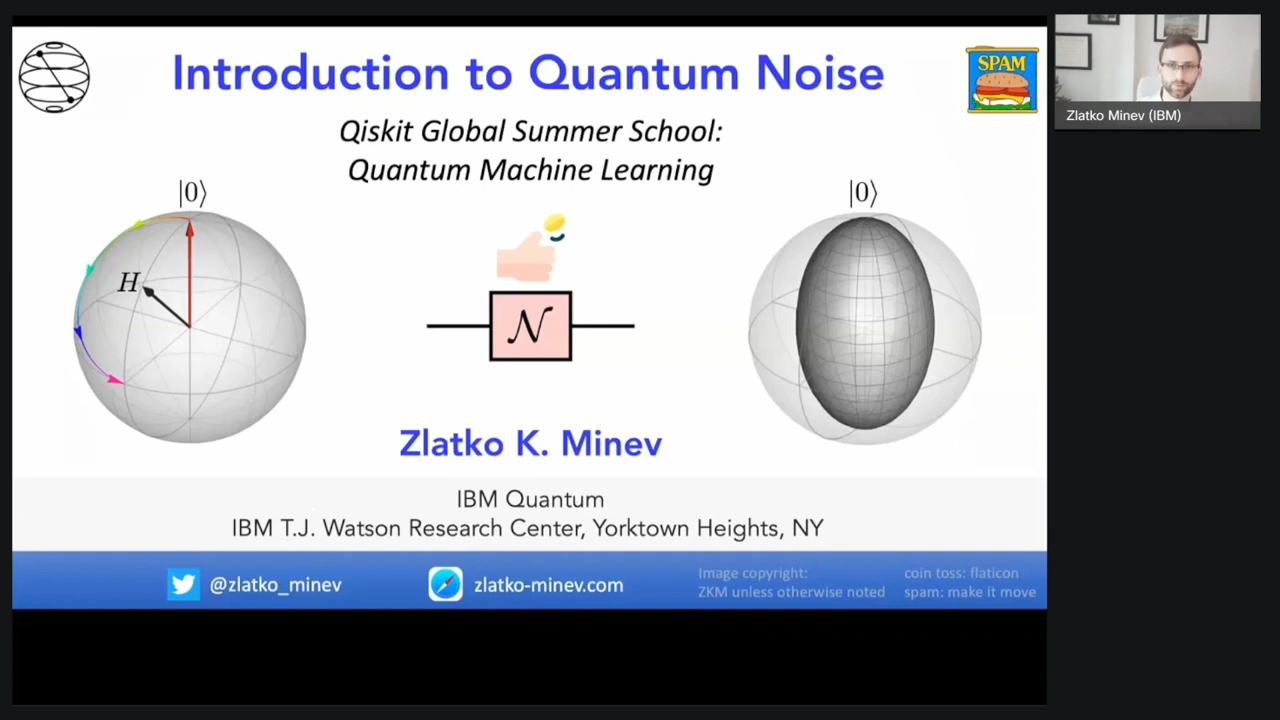 Introduction to Quantum Noise
SPAM
Qiskit Global Summer School:
Quantum Machine Learning
|0⟩
|0⟩
H
𝒩
Zlatko K. Minev
IBM Quantum
IBM T.J. Watson Research Center, Yorktown Heights, NY
@zlatko_minev
zlatko-minev.com
Image copyright:
ZKM unless otherwise noted
coin toss: flaticon
spam: make it move
Zlatko Minev (IBM)